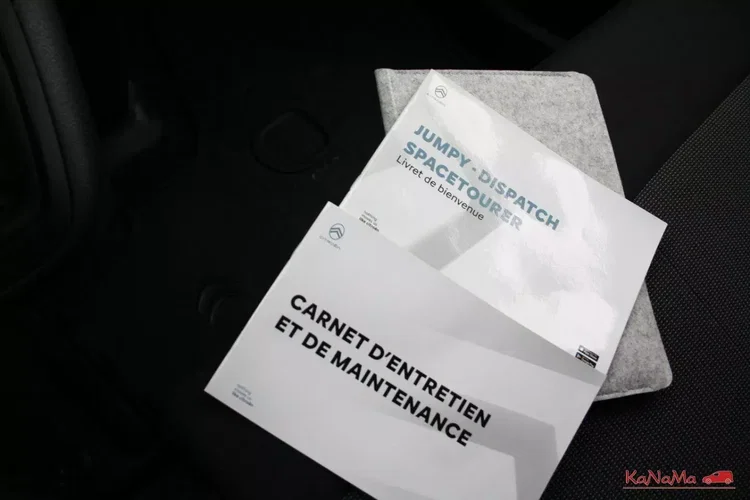 JUMPY · DISPATCH
SPACETOURER
Livret de bienvenue
CARNET D'ENTRETIEN
ET DE MAINTENANCE
KaNaMa